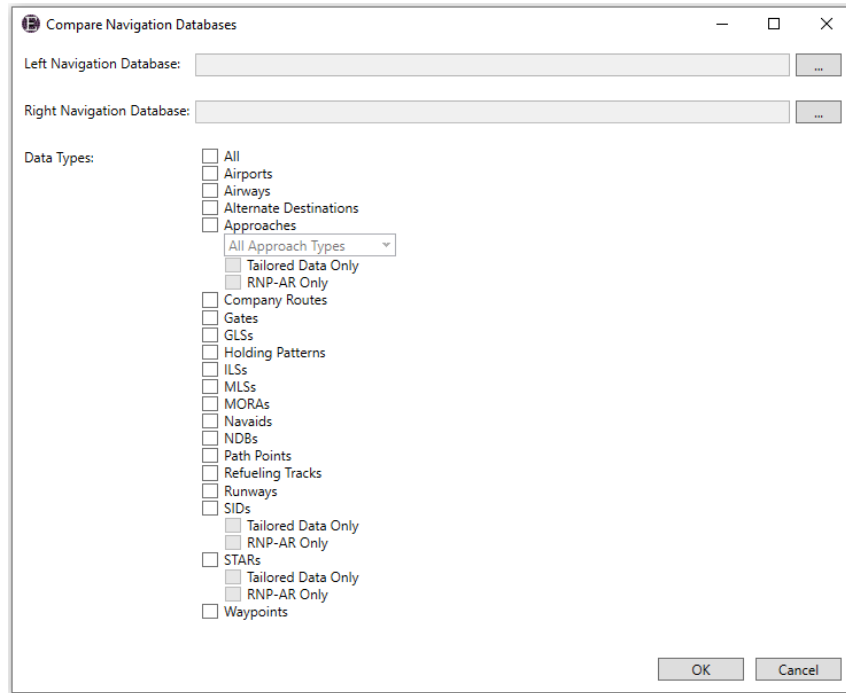 Compare Navigation Databases
Left Navigation Database:
...
Right Navigation Database:
...
Data Types:
All
Airports
Airways
Alternate Destinations
Approaches
All Approach Types
Tailored Data Only
RNP-AR Only
Company Routes
Gates
GLSs
Holding Patterns
ILSs
MLSs
MORAs
Navaids
NDBs
Path Points
Refueling Tracks
Runways
SIDs
Tailored Data Only
RNP-AR Only
STARs
Tailored Data Only
RNP-AR Only
Waypoints
OK Cancel